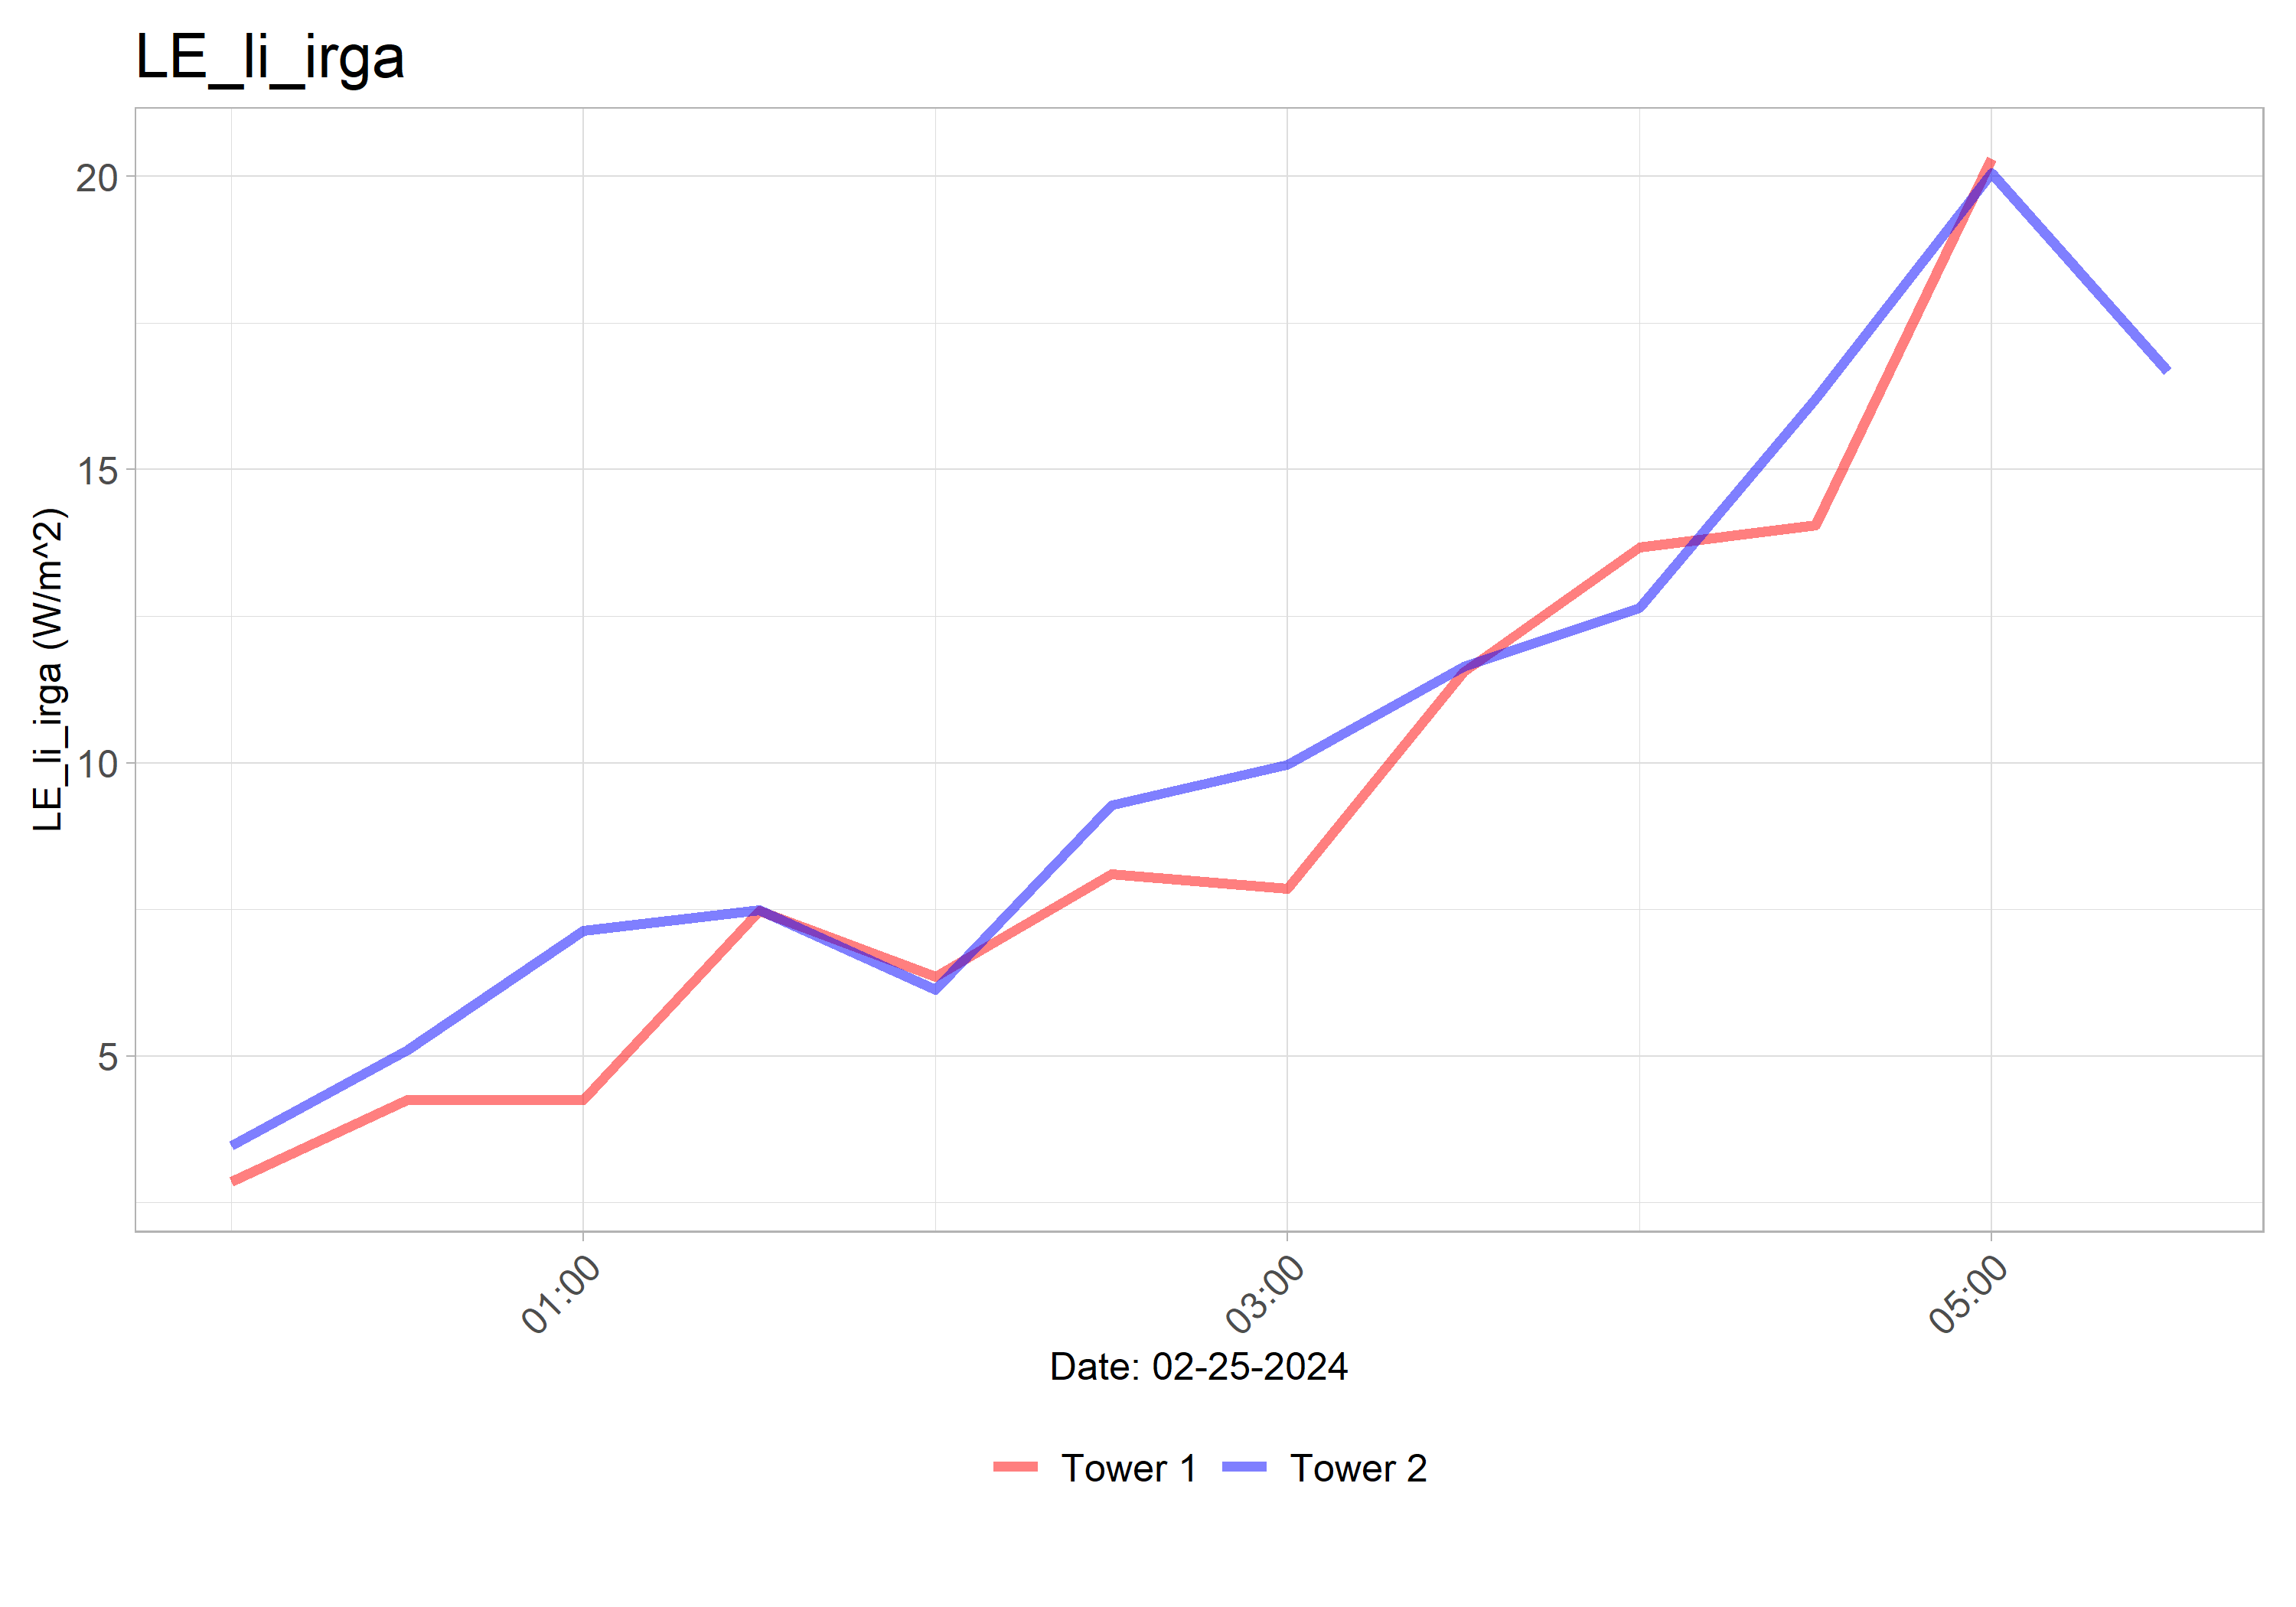 LE_li_irga
LE_li_irga (W/m^2)
20
15
10
5
01:00
03:00
05:00
Date: 02-25-2024
Tower 1
Tower 2